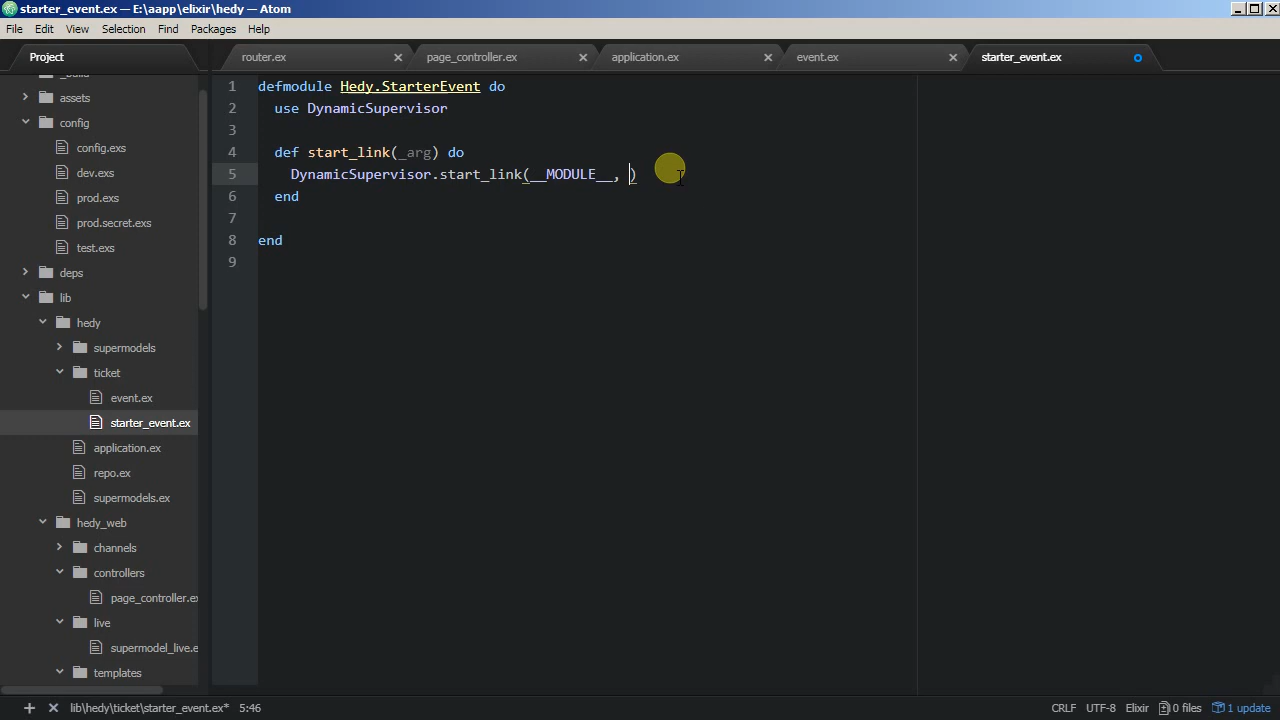 starter_event.ex — E:\aapp\elixir\hedy — Atom
File Edit View Selection Find Packages Help
Project
router.ex
page_controller.ex
application.ex
event.ex
starter_event.ex
_build
assets
config
config.exs
dev.exs
prod.exs
prod.secret.exs
test.exs
deps
lib
hedy
supermodels
ticket
event.ex
starter_event.ex
application.ex
repo.ex
supermodels.ex
hedy_web
channels
controllers
page_controller.ex
live
supermodel_live.e
templates
1 defmodule Hedy.StarterEvent do
2 use DynamicSupervisor
3
4 def start_link(_arg) do
5 DynamicSupervisor.start_link(__MODULE__, )
6 end
7
8 end
9
lib\hedy\ticket\starter_event.ex* 5:46
CRLF UTF-8 Elixir 0 files 1 update